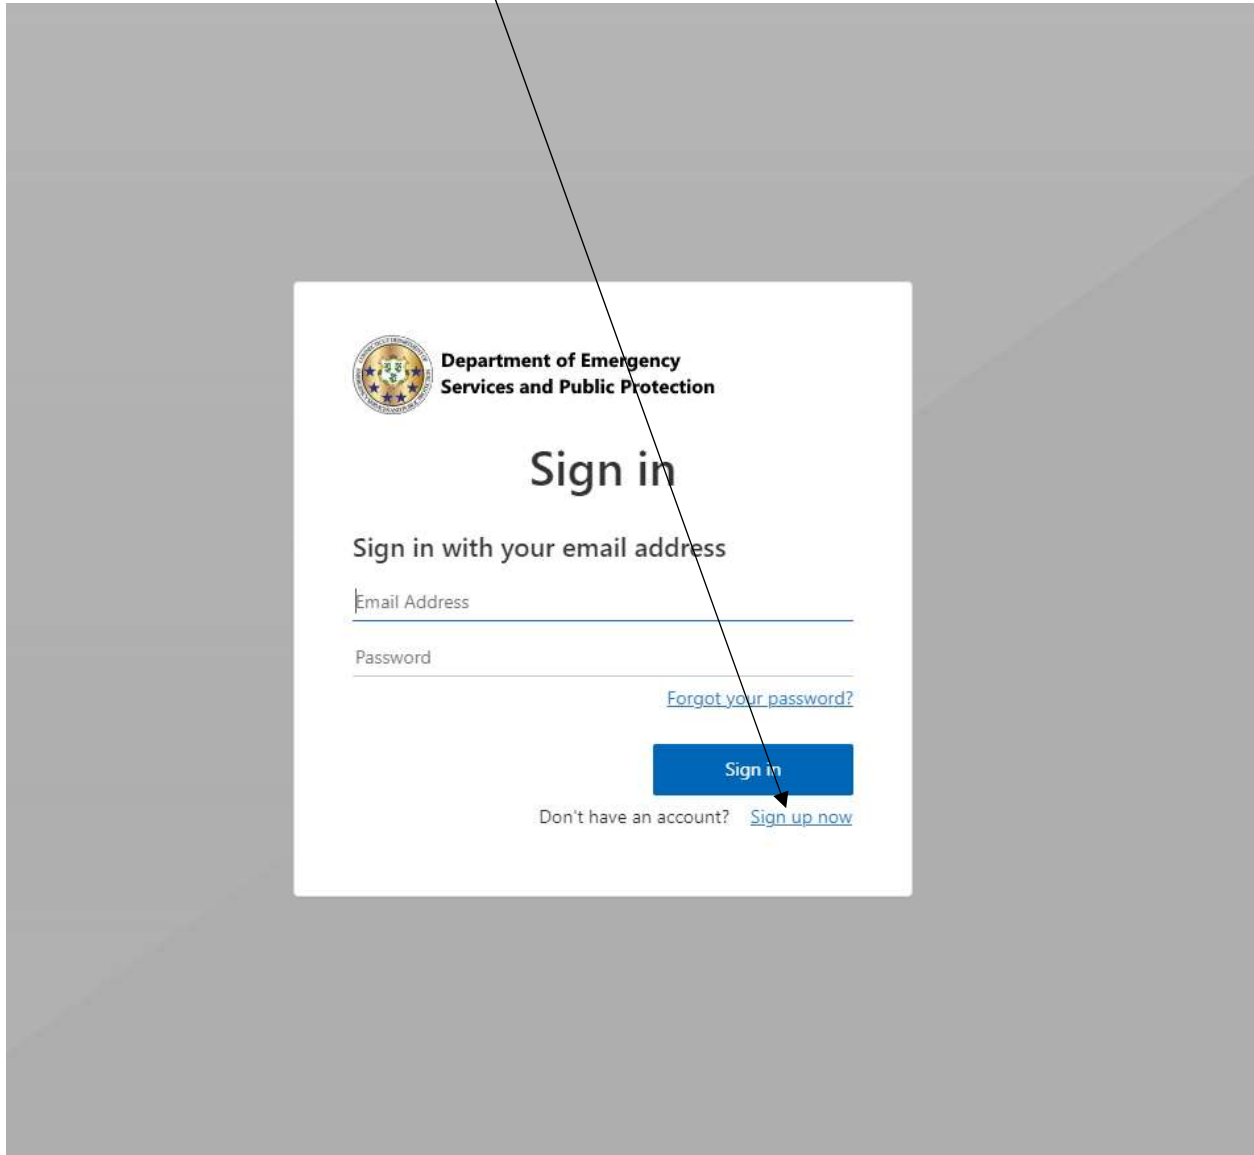 Department of Emergency
Services and Public Protection
Sign in
Sign in with your email address
Email Address
Password
Forgot your password?
Sign in
Don't have an account? Sign up now